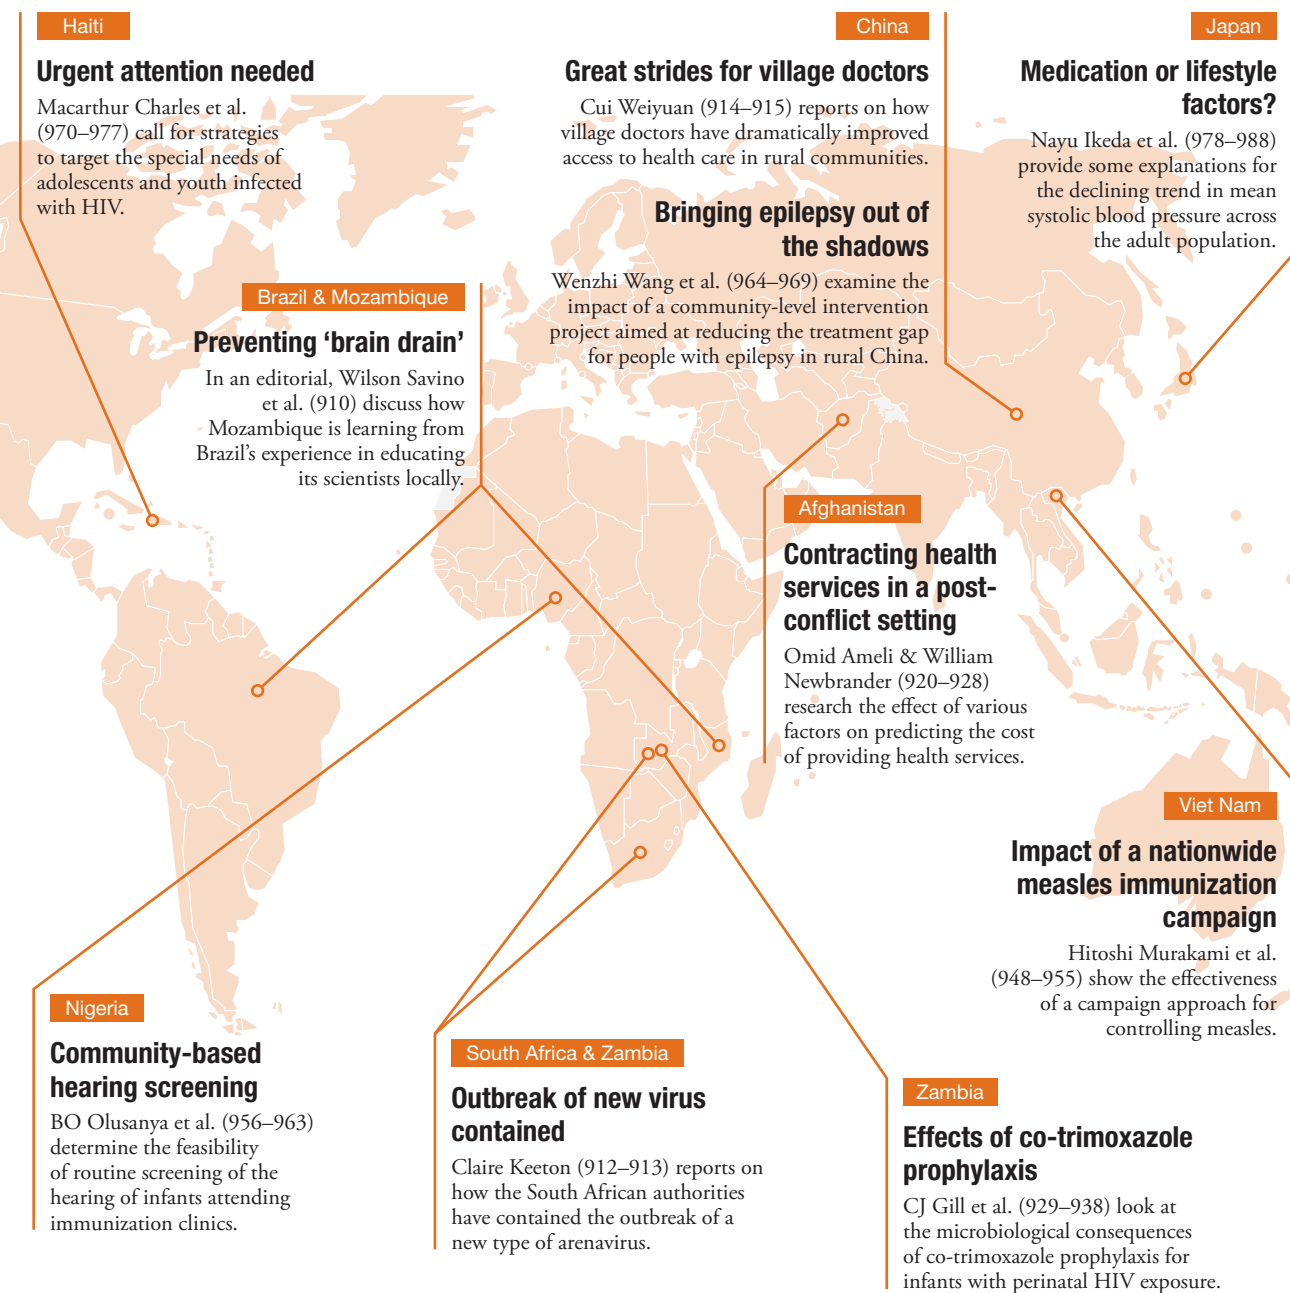 Haiti
Urgent attention needed
Macarthur Charles et al.
(970–977) call for strategies
to target the special needs of
adolescents and youth infected
with HIV.
China
Great strides for village doctors
Cui Weiyuan (914–915) reports on how
village doctors have dramatically improved
access to health care in rural communities.
Bringing epilepsy out of
the shadows
Wenzhi Wang et al. (964–969) examine the
impact of a community-level intervention
project aimed at reducing the treatment gap
for people with epilepsy in rural China.
Japan
Medication or lifestyle
factors?
Nayu Ikeda et al. (978–988)
provide some explanations for
the declining trend in mean
systolic blood pressure across
the adult population.
Brazil & Mozambique
Preventing ‘brain drain’
In an editorial, Wilson Savino
et al. (910) discuss how
Mozambique is learning from
Brazil’s experience in educating
its scientists locally.
Afghanistan
Contracting health
services in a post-
conflict setting
Omid Ameli & William
Newbrander (920–928)
research the effect of various
factors on predicting the cost
of providing health services.
Viet Nam
Impact of a nationwide
measles immunization
campaign
Hitoshi Murakami et al.
(948–955) show the effectiveness
of a campaign approach for
controlling measles.
Nigeria
Community-based
hearing screening
BO Olusanya et al. (956–963)
determine the feasibility
of routine screening of the
hearing of infants attending
immunization clinics.
South Africa & Zambia
Outbreak of new virus
contained
Claire Keeton (912–913) reports on
how the South African authorities
have contained the outbreak of a
new type of arenavirus.
Zambia
Effects of co-trimoxazole
prophylaxis
CJ Gill et al. (929–938) look at
the microbiological consequences
of co-trimoxazole prophylaxis for
infants with perinatal HIV exposure.